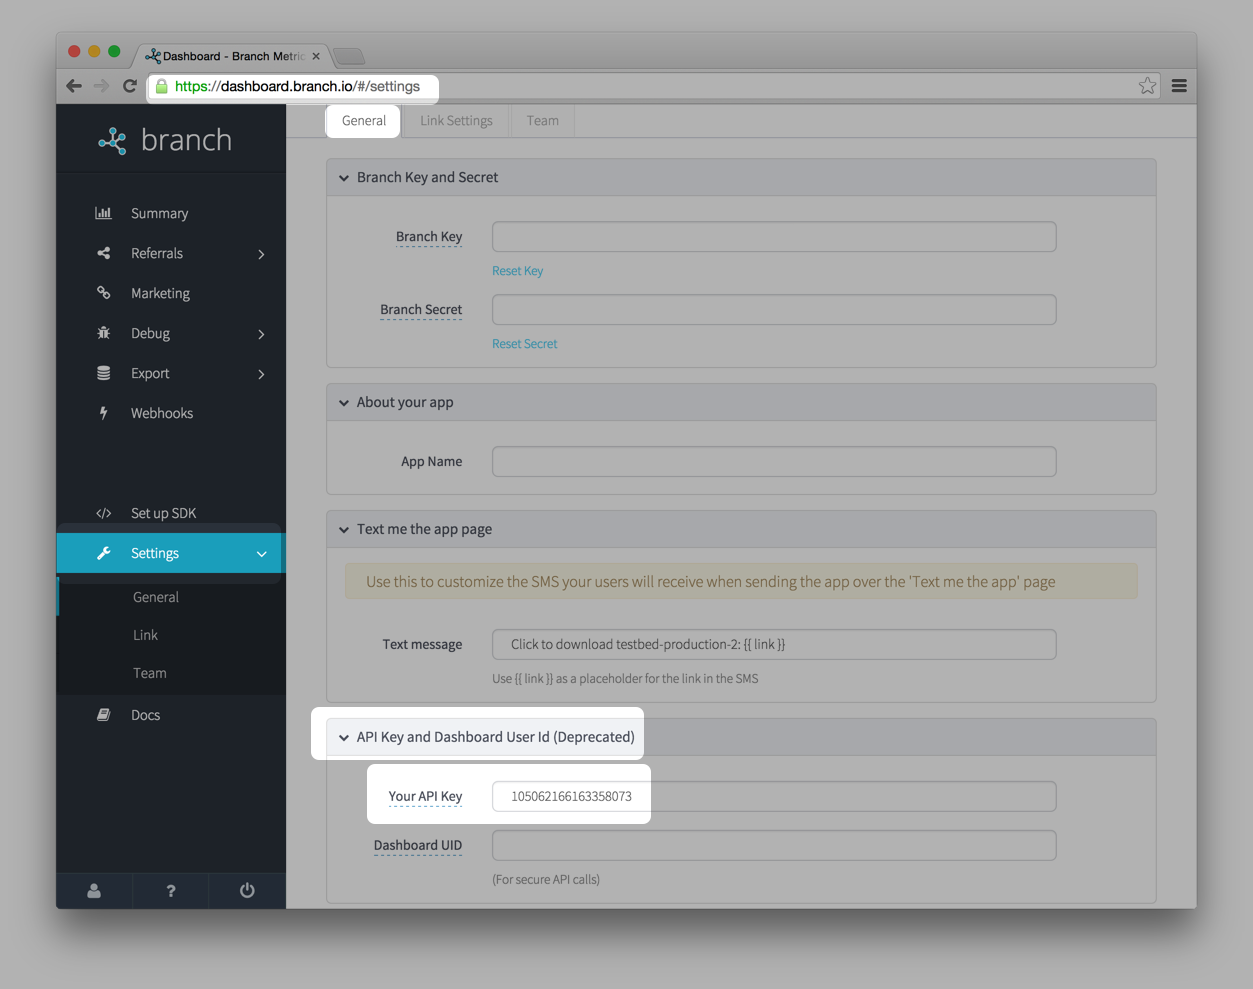 Dashboard - Branch Metric
https://dashboard.branch.io/#/settings
branch
General
Link Settings
Team
Summary
Referrals
Marketing
Debug
Export
Webhooks
Set up SDK
Settings
General
Link
Team
Docs
?
Branch Key and Secret
Branch Key
Reset Key
Branch Secret
Reset Secret
About your app
App Name
Text me the app page
Use this to customize the SMS your users will receive when sending the app over the 'Text me the app' page
Text message
Click to download testbed-production-2: {{ link }}
Use {{ link }} as a placeholder for the link in the SMS
API Key and Dashboard User Id (Deprecated)
Your API Key
105062166163358073
Dashboard UID
(For secure API calls)